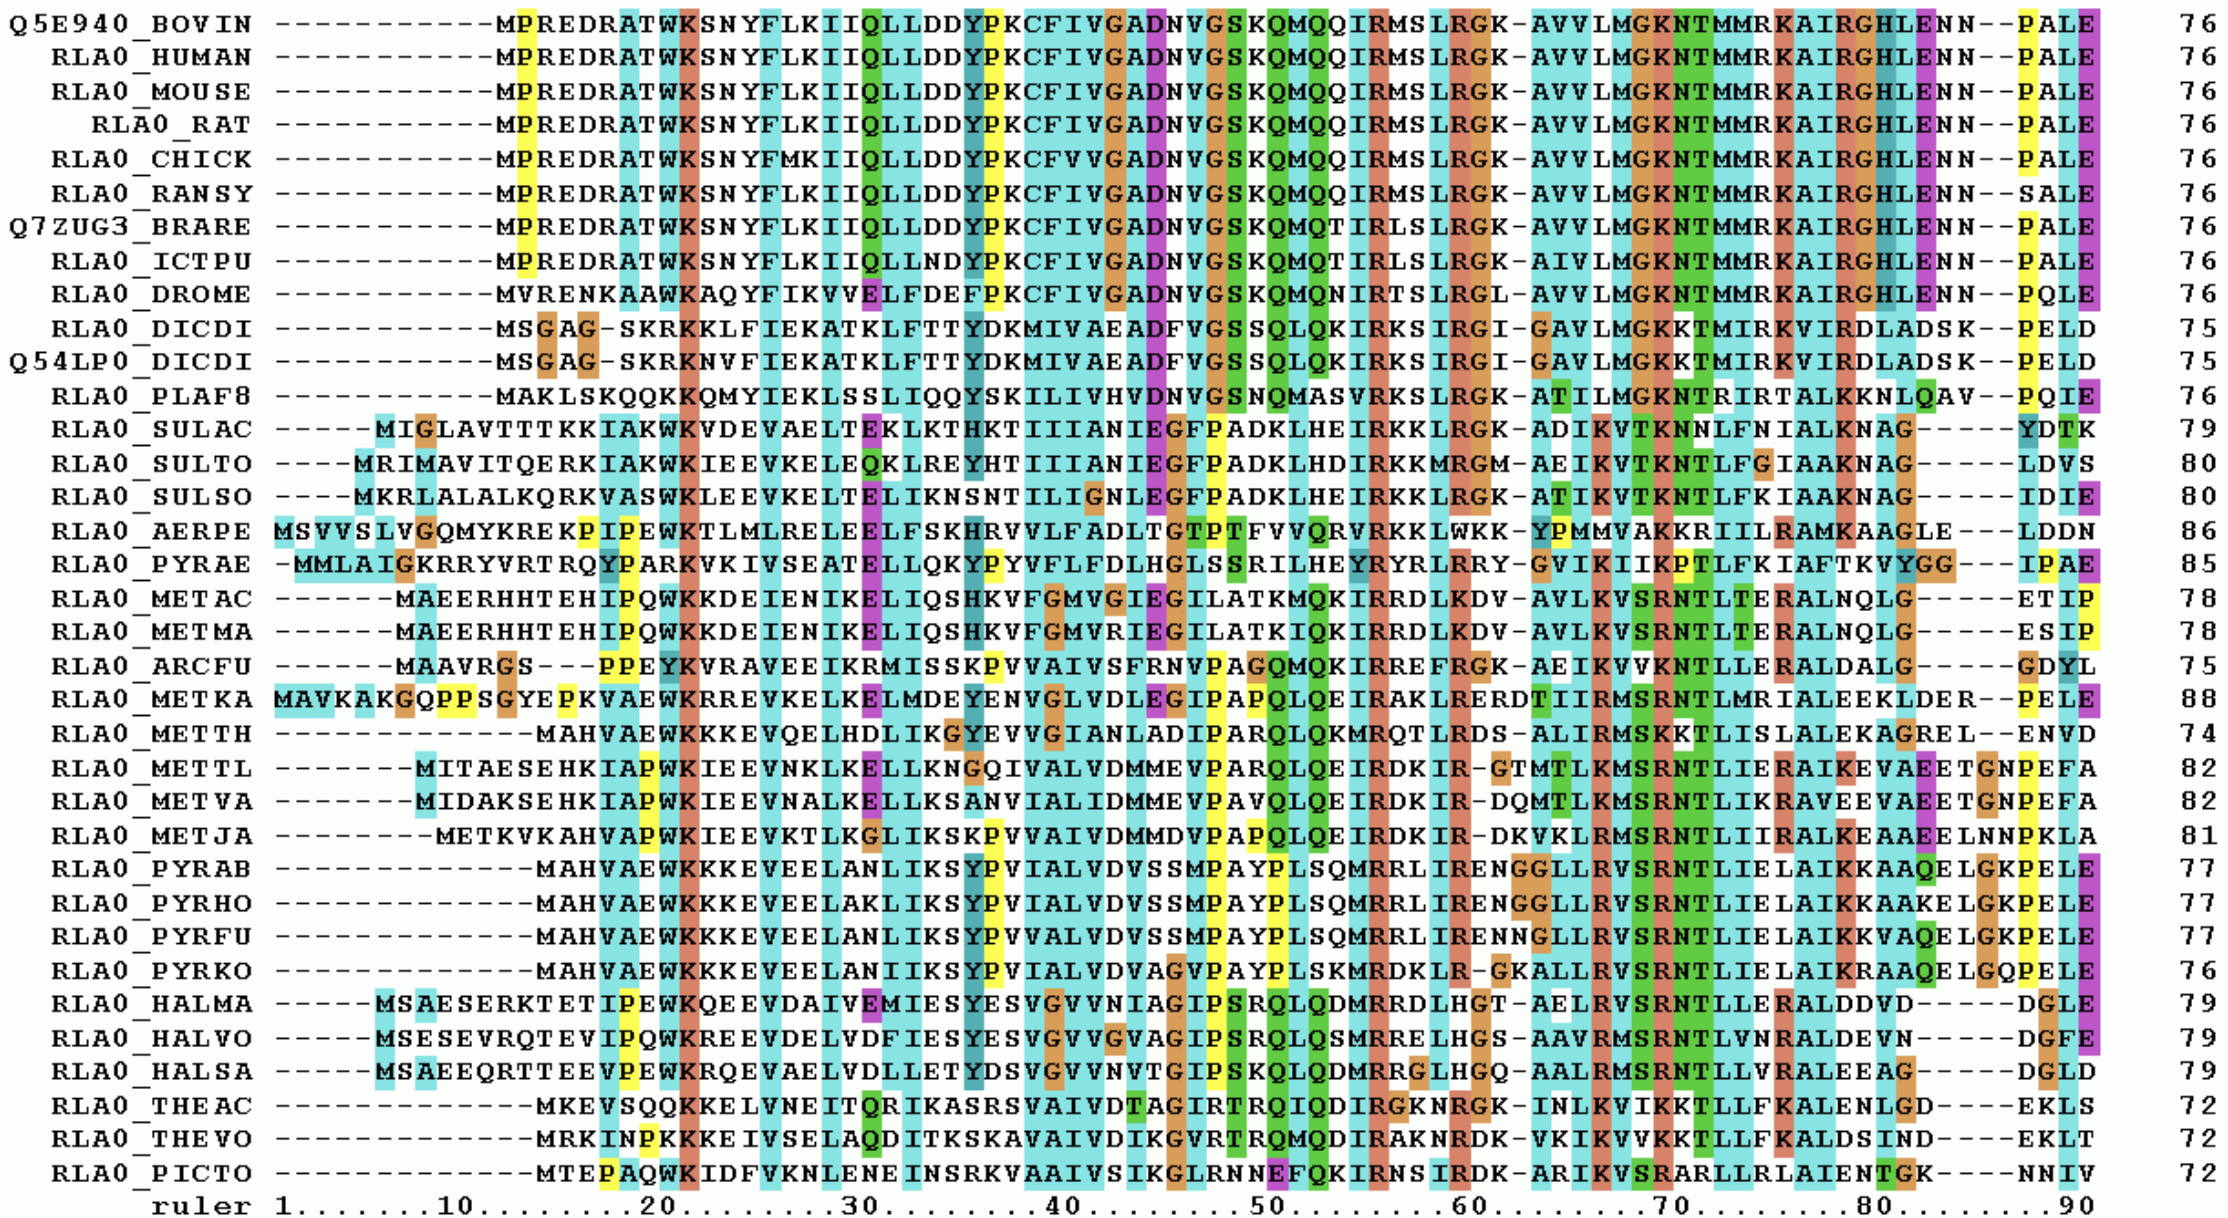 Q5E940_BOVIN -----------MPREDRATWKSNYFLKIIQLLDDYPKCFIVGADNVGSKQMQQIRMSLRGK-AVVLMGKNTMMRKAIRGHLENN--PALE 76
RLA0_HUMAN -----------MPREDRATWKSNYFLKIIQLLDDYPKCFIVGADNVGSKQMQQIRMSLRGK-AVVLMGKNTMMRKAIRGHLENN--PALE 76
RLA0_MOUSE -----------MPREDRATWKSNYFLKIIQLLDDYPKCFIVGADNVGSKQMQQIRMSLRGK-AVVLMGKNTMMRKAIRGHLENN--PALE 76
RLA0_RAT -----------MPREDRATWKSNYFLKIIQLLDDYPKCFIVGADNVGSKQMQQIRMSLRGK-AVVLMGKNTMMRKAIRGHLENN--PALE 76
RLA0_CHICK -----------MPREDRATWKSNYFMKIIQLLDDYPKCFVVGADNVGSKQMQQIRMSLRGK-AVVLMGKNTMMRKAIRGHLENN--PALE 76
RLA0_RANSY -----------MPREDRATWKSNYFLKIIQLLDDYPKCFIVGADNVGSKQMQQIRMSLRGK-AVVLMGKNTMMRKAIRGHLENN--SALE 76
Q7ZUG3_BRARE -----------MPREDRATWKSNYFLKIIQLLDDYPKCFIVGADNVGSKQMQTIRLSLRGK-AVVLMGKNTMMRKAIRGHLENN--PALE 76
RLA0_ICTPU -----------MPREDRATWKSNYFLKIIQLLNDYPKCFIVGADNVGSKQMQTIRLSLRGK-AIVLMGKNTMMRKAIRGHLENN--PALE 76
RLA0_DROME -----------MVRENKAAWKAQYFIKVVELFDEFPKCFIVGADNVGSKQMQNIRTSLRGL-AVVLMGKNTMMRKAIRGHLENN--PQLE 76
RLA0_DICDI -----------MSGAG-SKRKKLFIEKATKLFTTYDKMIVAEADFVGSSQLQKIRKSIRGI-GAVLMGKKTMIRKVIRDLADSK--PELD 75
Q54LP0_DICDI -----------MSGAG-SKRKNVFIEKATKLFTTYDKMIVAEADFVGSSQLQKIRKSIRGI-GAVLMGKKTMIRKVIRDLADSK--PELD 75
RLA0_PLAF8 -----------MAKLSKQQKKQMYIEKLSSLIQQYSKILIVHVDNVGSNQMASVRKSLRGK-ATILMGKNTRIRTALKKNLQAV--PQIE 76
RLA0_SULAC -----MIGLAVTTTKKIAKWKVDEVAELTEKLKTHKTIIIANIEGFPADKLHEIRKKLRGK-ADIKVTKNNLFNIALKNAG-----YDTK 79
RLA0_SULTO ----MRIMAVITQERKIAKWKIEEVKELEQKLREYHTIIIANIEGFPADKLHDIRKKMRGM-AEIKVTKNTLFGIAAKNAG-----LDVS 80
RLA0_SULSO ----MKRLALALKQRKVASWKLEEVKELTELIKNSNTILIGNLEGFPADKLHEIRKKLRGK-ATIKVTKNTLFKIAAKNAG-----IDIE 80
RLA0_AERPE MSVVSLVGQMYKREKPIPEWKTLMLRELEELFSKHRVVLFADLTGTPTFVVQRVRKKLWKK-YPMMVAKKRIILRAMKAAGLE---LDDN 86
RLA0_PYRAE -MMLAIGKRRYVRTRQYPARKVKIVSEATELLQKYPYVFLFDLHGLSSRILHEYRYRLRRY-GVIKIIKPTLFKIAFTKVYGG---IPAE 85
RLA0_METAC ------MAEERHHTEHIPQWKKDEIENIKELIQSHKVFGMVGIEGILATKMQKIRRDLKDV-AVLKVSRNTLTERALNQLG-----ETIP 78
RLA0_METMA ------MAEERHHTEHIPQWKKDEIENIKELIQSHKVFGMVRIEGILATKIQKIRRDLKDV-AVLKVSRNTLTERALNQLG-----ESIP 78
RLA0_ARCFU ------MAAVRGS---PPEYKVRAVEEIKRMISSKPVVAIVSFRNVPAGQMQKIRREFRGK-AEIKVVKNTLLERALDALG-----GDYL 75
RLA0_METKA MAVKAKGQPPSGYEPKVAEWKRREVKELKELMDEYENVGLVDLEGIPAPQLQEIRAKLRERDTIIRMSRNTLMRIALEEKLDER--PELE 88
RLA0_METTH -------------MAHVAEWKKKEVQELHDLIKGYEVVGIANLADIPARQLQKMRQTLRDS-ALIRMSKKTLISLALEKAGREL--ENVD 74
RLA0_METTL -------MITAESEHKIAPWKIEEVNKLKELLKNGQIVALVDMMEVPARQLQEIRDKIR-GTMTLKMSRNTLIERAIKEVAEETGNPEFA 82
RLA0_METVA -------MIDAKSEHKIAPWKIEEVNALKELLKSANVIALIDMMEVPAVQLQEIRDKIR-DQMTLKMSRNTLIKRAVEEVAEETGNPEFA 82
RLA0_METJA --------METKVKAHVAPWKIEEVKTLKGLIKSKPVVAIVDMMDVPAPQLQEIRDKIR-DKVKLRMSRNTLIIRALKEAAEELNNPKLA 81
RLA0_PYRAB -------------MAHVAEWKKKEVEELANLIKSYPVIALVDVSSMPAYPLSQMRRLIRENGGLLRVSRNTLIELAIKKAAQELGKPELE 77
RLA0_PYRHO -------------MAHVAEWKKKEVEELAKLIKSYPVIALVDVSSMPAYPLSQMRRLIRENGGLLRVSRNTLIELAIKKAAKELGKPELE 77
RLA0_PYRFU -------------MAHVAEWKKKEVEELANLIKSYPVVALVDVSSMPAYPLSQMRRLIRENNGLLRVSRNTLIELAIKKVAQELGKPELE 77
RLA0_PYRKO -------------MAHVAEWKKKEVEELANIIKSYPVIALVDVAGVPAYPLSKMRDKLR-GKALLRVSRNTLIELAIKRAAQELGQPELE 76
RLA0_HALMA -----MSAESERKTETIPEWKQEEVDAIVEMIESYESVGVVNIAGIPSRQLQDMRRDLHGT-AELRVSRNTLLERALDDVD-----DGLE 79
RLA0_HALVO -----MSESEVRQTEVIPQWKREEVDELVDFIESYESVGVVGVAGIPSRQLQSMRRELHGS-AAVRMSRNTLVNRALDEVN-----DGFE 79
RLA0_HALSA -----MSAEEQRTTEEVPEWKRQEVAELVDLLETYDSVGVVNVTGIPSKQLQDMRRGLHGQ-AALRMSRNTLLVRALEEAG-----DGLD 79
RLA0_THEAC -------------MKEVSQQKKELVNEITQRIKASRSVAIVDTAGIRTRQIQDIRGKNRGK-INLKVIKKTLLFKALENLGD----EKLS 72
RLA0_THEVO -------------MRKINPKKKEIVSELAQDITKSKAVAIVDIKGVRTRQMQDIRAKNRDK-VKIKVVKKTLLFKALDSIND----EKLT 72
RLA0_PICTO -------------MTEPAQWKIDFVKNLENEINSRKVAAIVSIKGLRNNEFQKIRNSIRDK-ARIKVSRARLLRLAIENTGK----NNIV 72
ruler 1.......10........20........30........40........50........60........70........80........90